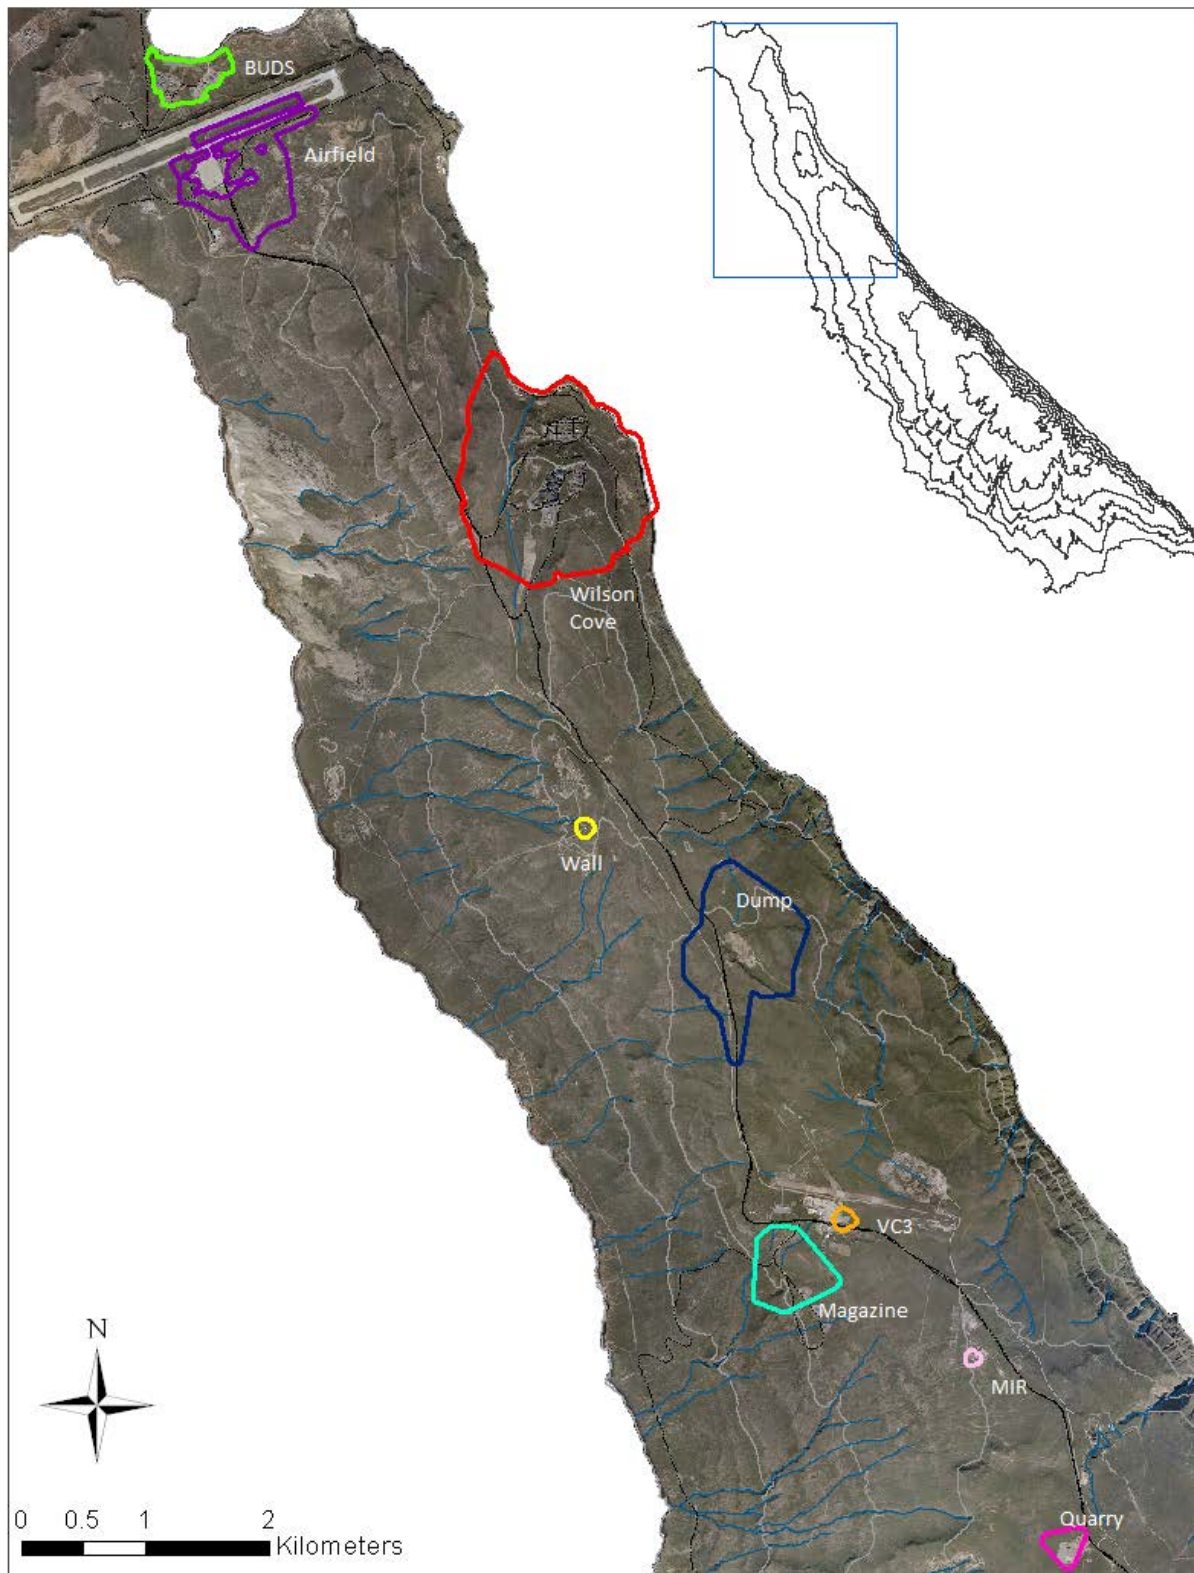 BUDS
Airfield
Wilson
Cove
Wall
Dump
VC3
Magazine
MIR
Quarry
N
0 0.5 1 2
Kilometers